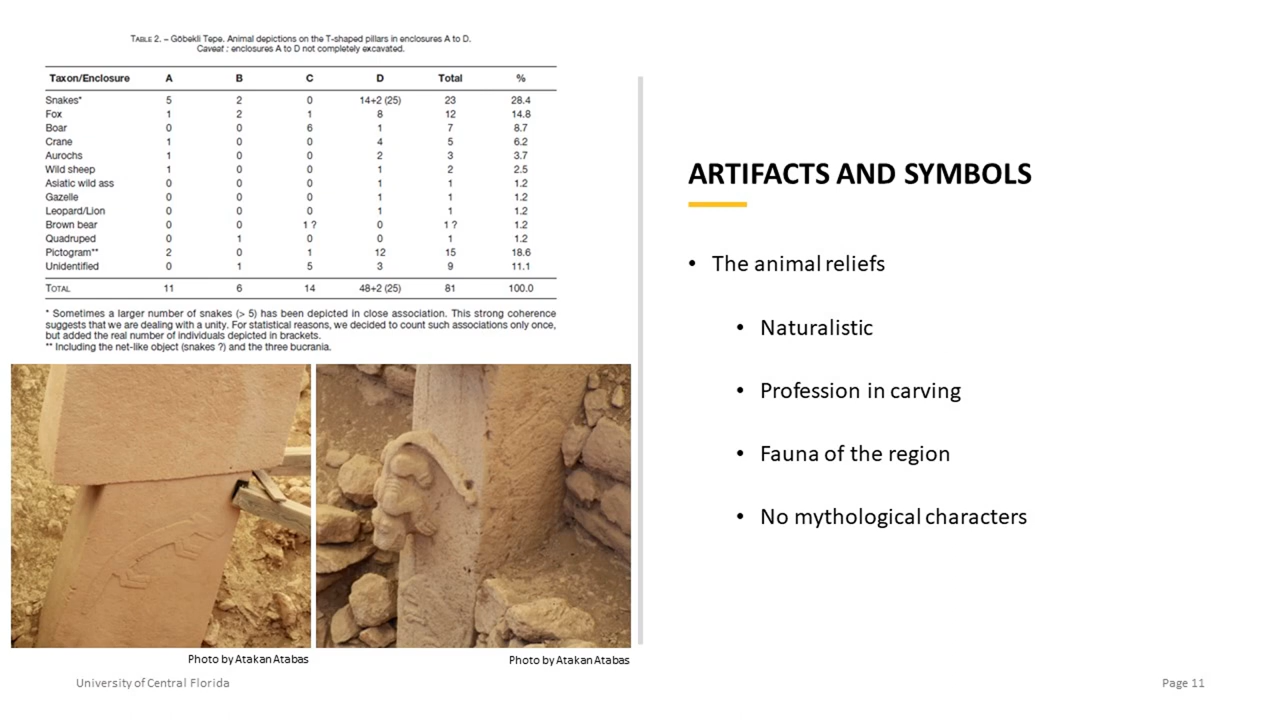 TABLE 2. – Göbekli Tepe. Animal depictions on the T-shaped pillars in enclosures A to D.
Caveat : enclosures A to D not completely excavated.
Taxon/Enclosure A B C D Total %
Snakes* 5 2 0 14+2 (25) 23 28.4
Fox 1 2 1 8 12 14.8
Boar 0 0 6 1 7 8.7
Crane 1 0 0 4 5 6.2
Aurochs 1 0 0 2 3 3.7
Wild sheep 1 0 0 1 2 2.5
Asiatic wild ass 0 0 0 1 1 1.2
Gazelle 0 0 0 1 1 1.2
Leopard/Lion 0 0 0 1 1 1.2
Brown bear 0 0 1 ? 0 1 ? 1.2
Quadruped 0 1 0 0 1 1.2
Pictogram** 2 0 1 12 15 18.6
Unidentified 0 1 5 3 9 11.1
TOTAL 11 6 14 48+2 (25) 81 100.0
* Sometimes a larger number of snakes (> 5) has been depicted in close association. This strong coherence
suggests that we are dealing with a unity. For statistical reasons, we decided to count such associations only once,
but added the real number of individuals depicted in brackets.
** Including the net-like object (snakes ?) and the three bucrania.
Photo by Atakan Atabas
Photo by Atakan Atabas
ARTIFACTS AND SYMBOLS
• The animal reliefs
• Naturalistic
• Profession in carving
• Fauna of the region
• No mythological characters
University of Central Florida
Page 11